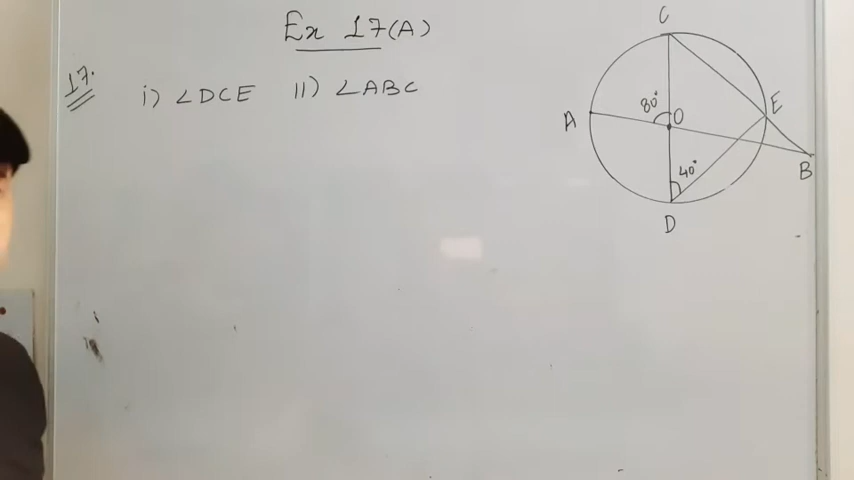 Ex 17(A)
17.
i) ∠DCE II) ∠ABC
C
A
80°
O
E
B
40°
D